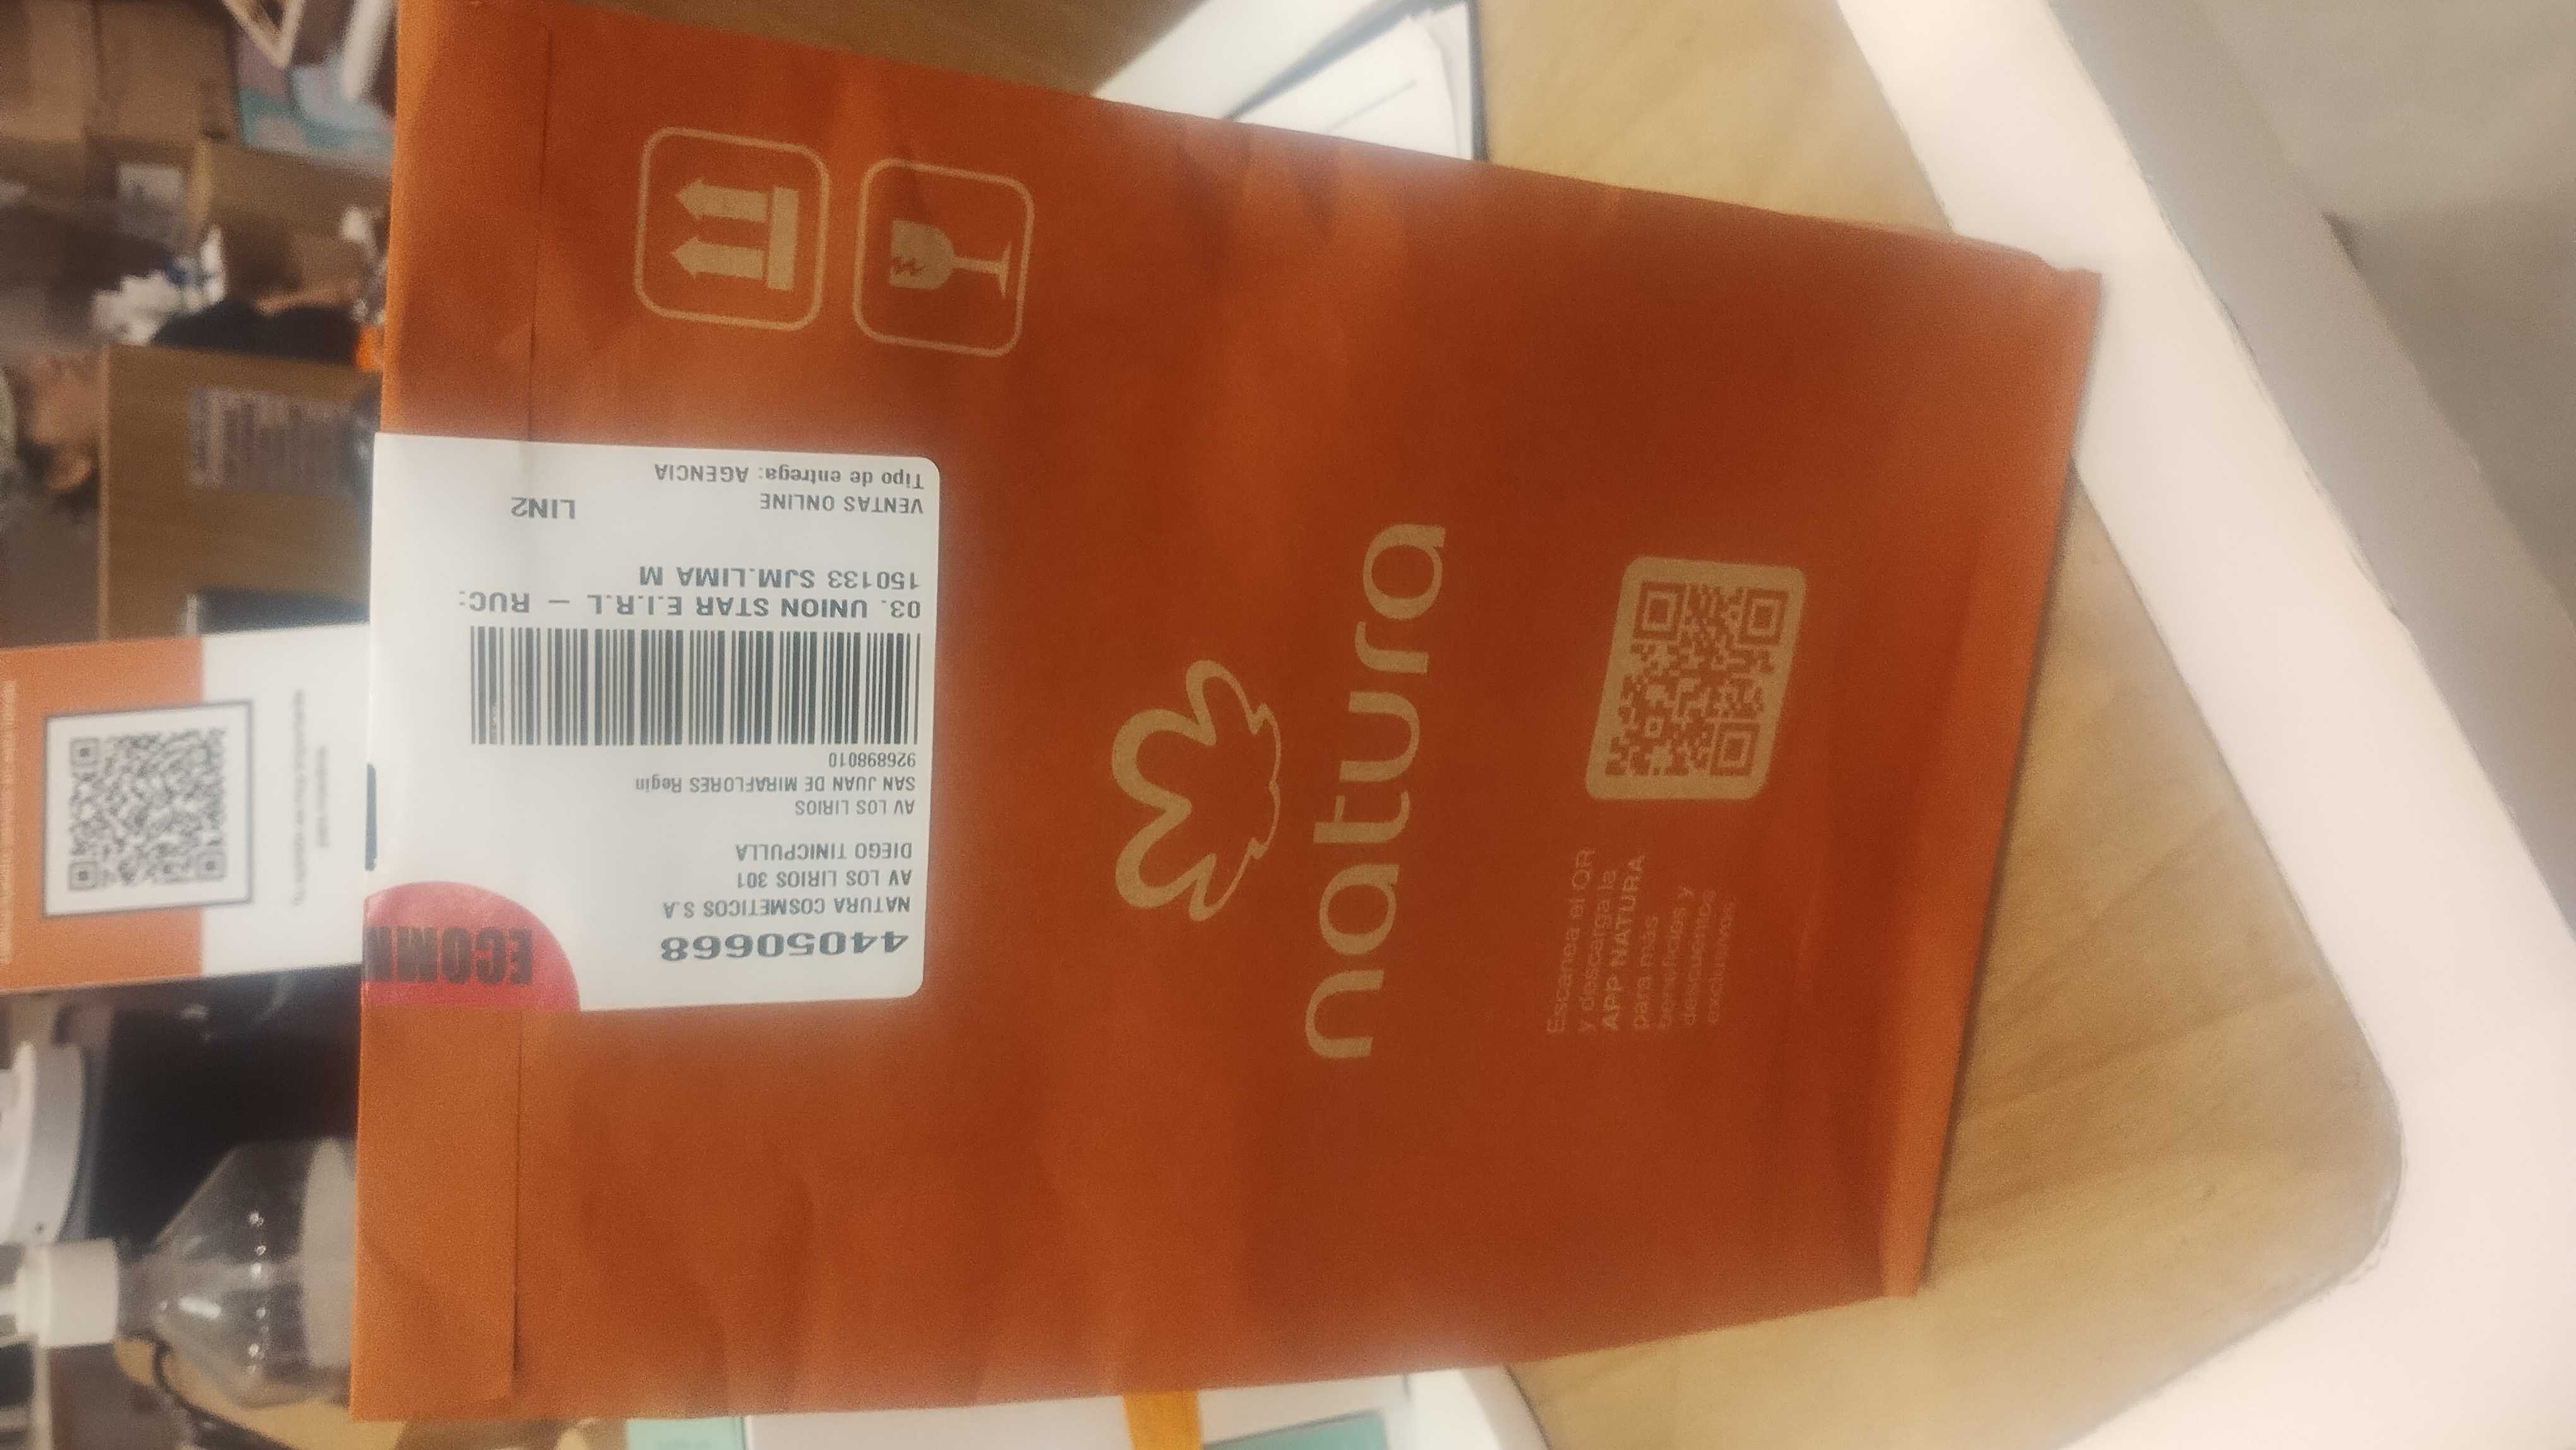 44050668
ECOMN
NATURA COSMETICOS S.A
AV LOS LIRIOS 301
DIEGO TINICPULLA
AV LOS LIRIOS
SAN JUAN DE MIRAFLORES Regin
926898010
03. UNION STAR E.I.R.L - RUC:
150133 SJM.LIMA M
VENTAS ONLINE
LIN2
Tipo de entrega: AGENCIA
natura
Escanea el QR
y descarga la
APP NATURA
para más
beneficios y
descuentos
exclusivos